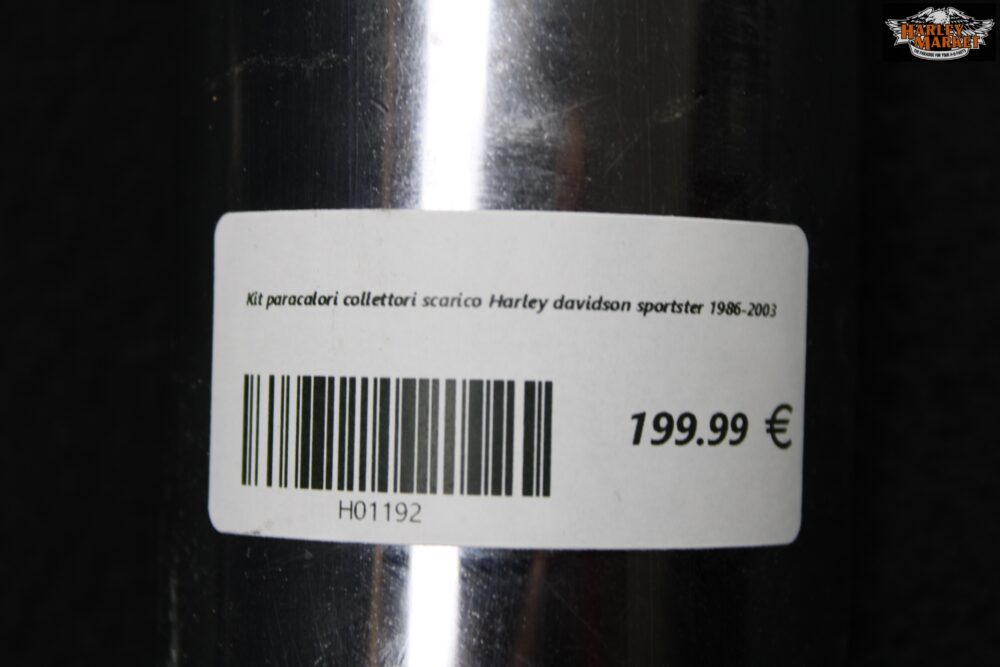 HARLEY
MARKET
Kit paracalori collettori scarico Harley davidson sportster 1986-2003
199.99 €
H01192